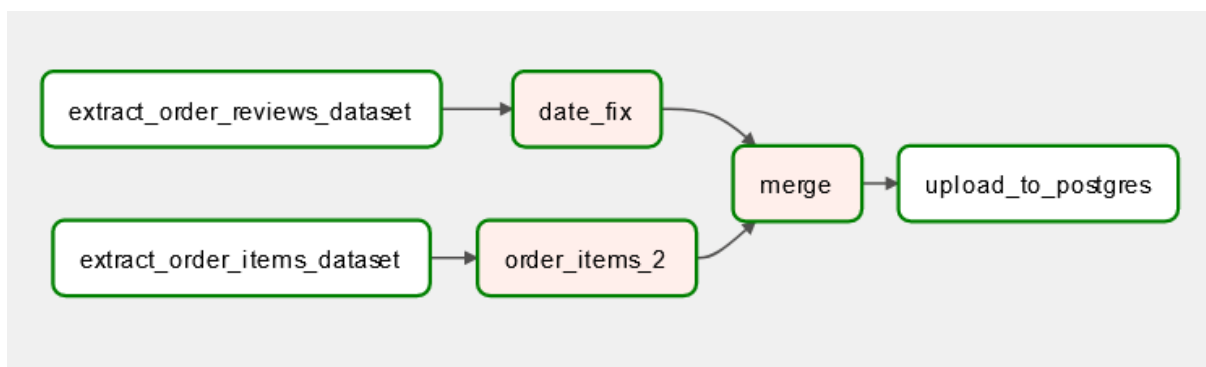 extract_order_reviews_dataset
date_fix
merge
upload_to_postgres
extract_order_items_dataset
order_items_2